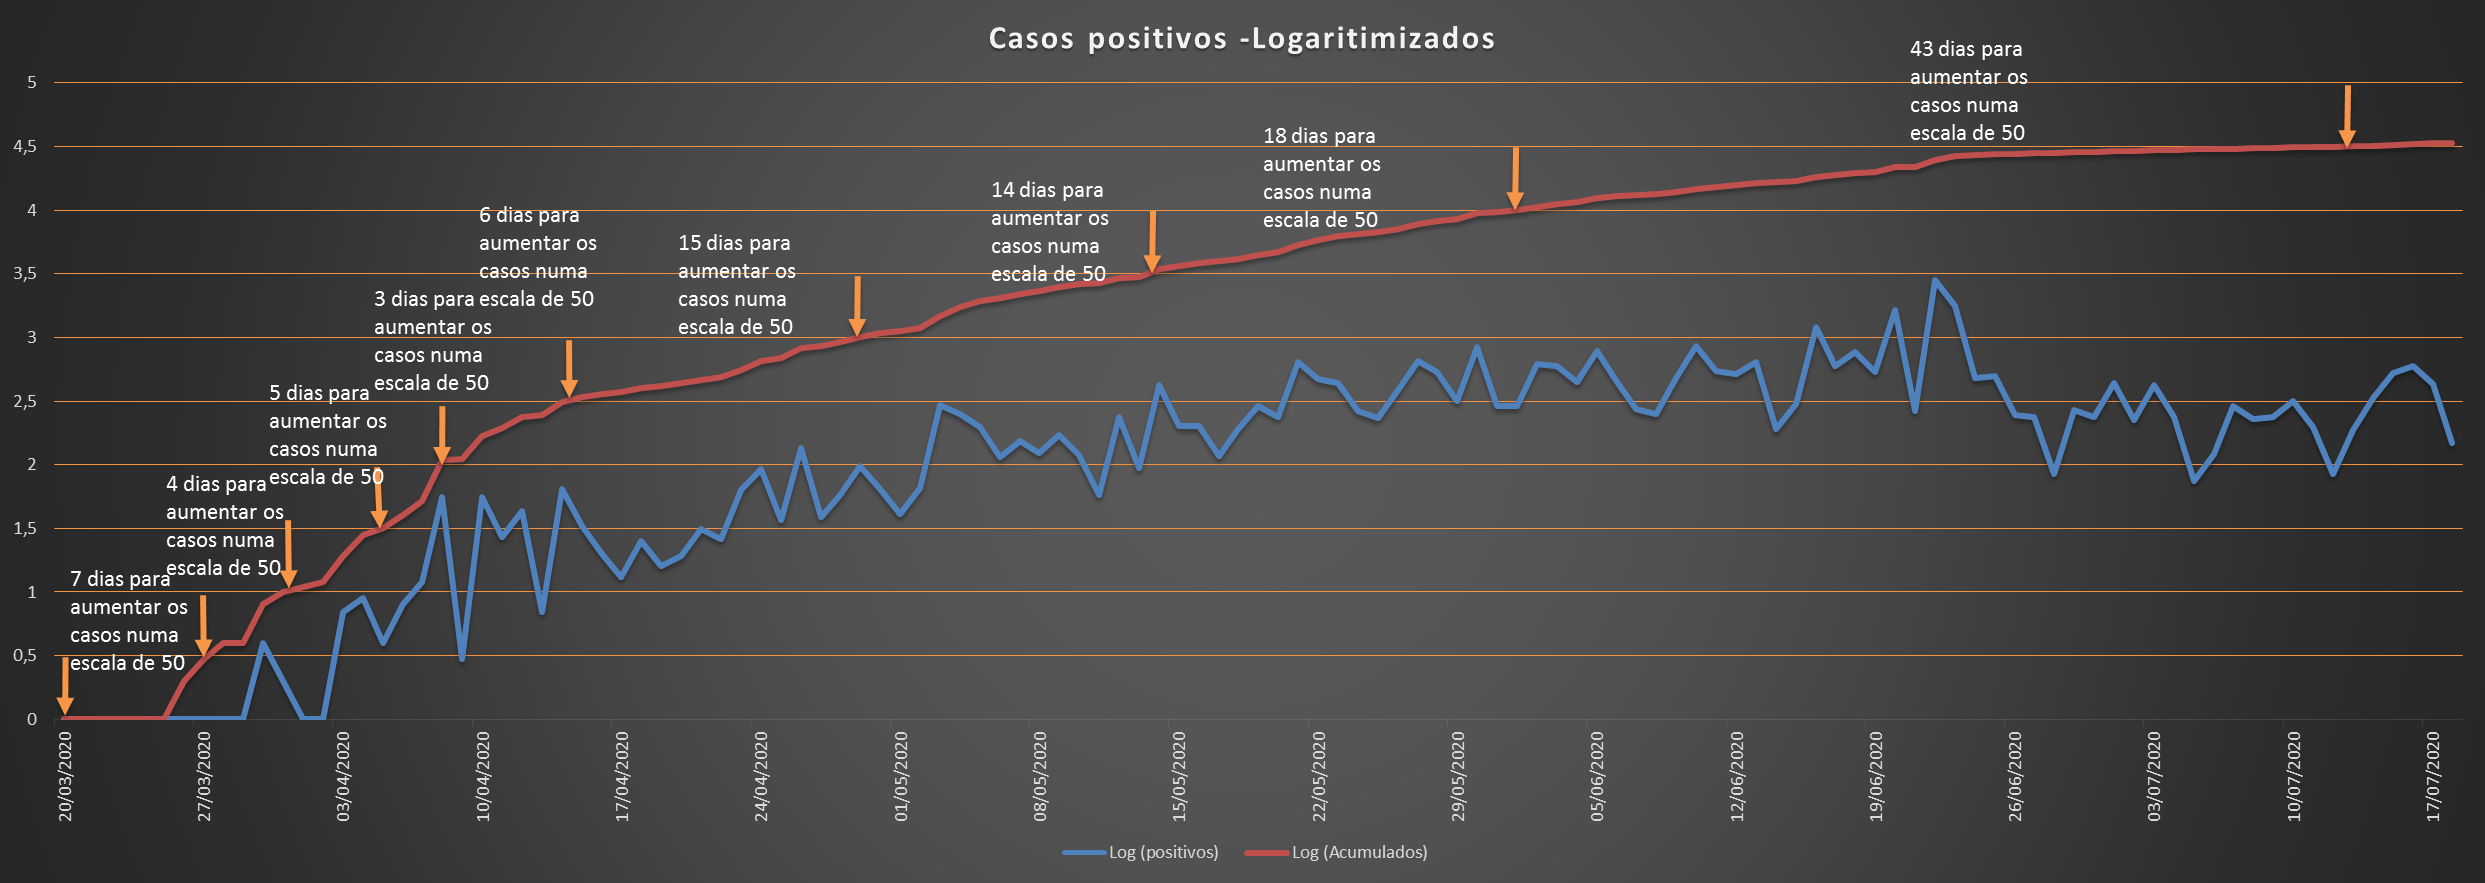 Casos positivos -Logaritimizados
43 dias para
aumentar os
casos numa
escala de 50
18 dias para
aumentar os
casos numa
escala de 50
14 dias para
aumentar os
casos numa
escala de 50
15 dias para
aumentar os
casos numa
escala de 50
6 dias para
aumentar os
casos numa
escala de 50
3 dias para
aumentar os
casos numa
escala de 50
5 dias para
aumentar os
casos numa
escala de 50
4 dias para
aumentar os
casos numa
escala de 50
7 dias para
aumentar os
casos numa
escala de 50
5
4,5
4
3,5
3
2,5
2
1,5
1
0,5
0
20/03/2020
27/03/2020
03/04/2020
10/04/2020
17/04/2020
24/04/2020
01/05/2020
08/05/2020
15/05/2020
22/05/2020
29/05/2020
05/06/2020
12/06/2020
19/06/2020
26/06/2020
03/07/2020
10/07/2020
17/07/2020
Log (positivos)
Log (Acumulados)